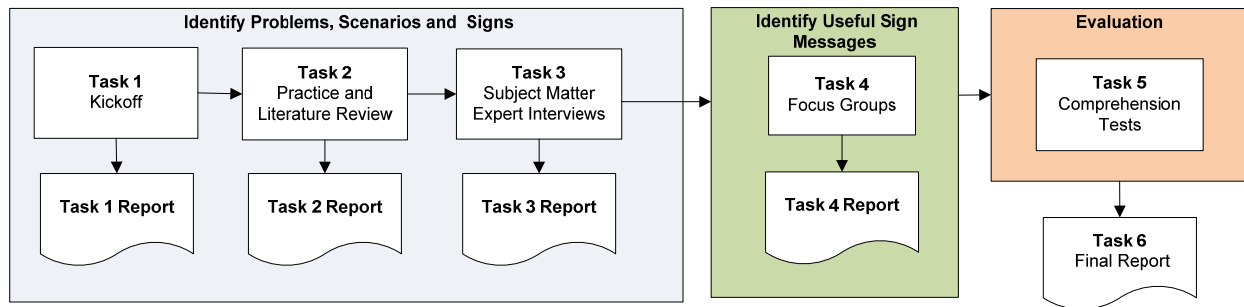 Identify Problems, Scenarios and Signs
Task 1
Kickoff
Task 2
Practice and
Literature Review
Task 3
Subject Matter
Expert Interviews
Task 1 Report
Task 2 Report
Task 3 Report
Identify Useful Sign
Messages
Task 4
Focus Groups
Task 4 Report
Evaluation
Task 5
Comprehension
Tests
Task 6
Final Report